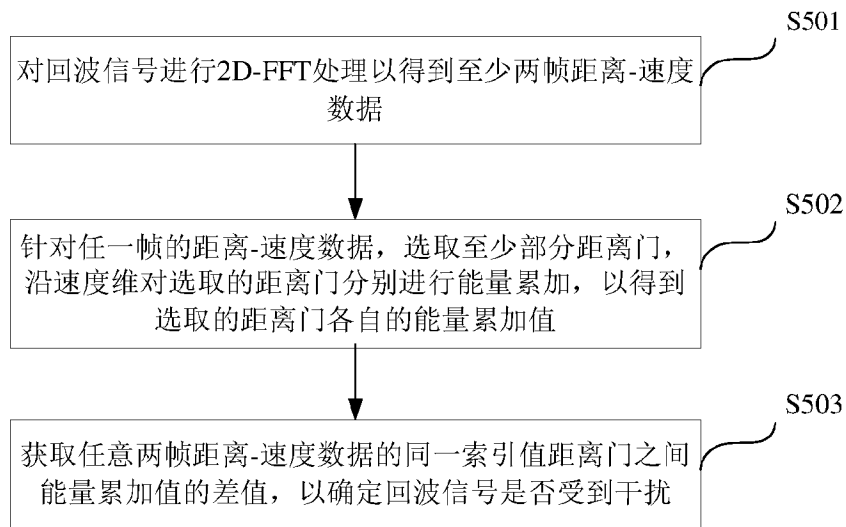 S501
对回波信号进行2D-FFT处理以得到至少两帧距离-速度
数据
S502
针对任一帧的距离-速度数据，选取至少部分距离门，
沿速度维对选取的距离门分别进行能量累加，以得到
选取的距离门各自的能量累加值
S503
获取任意两帧距离-速度数据的同一索引值距离门之间
能量累加值的差值，以确定回波信号是否受到干扰